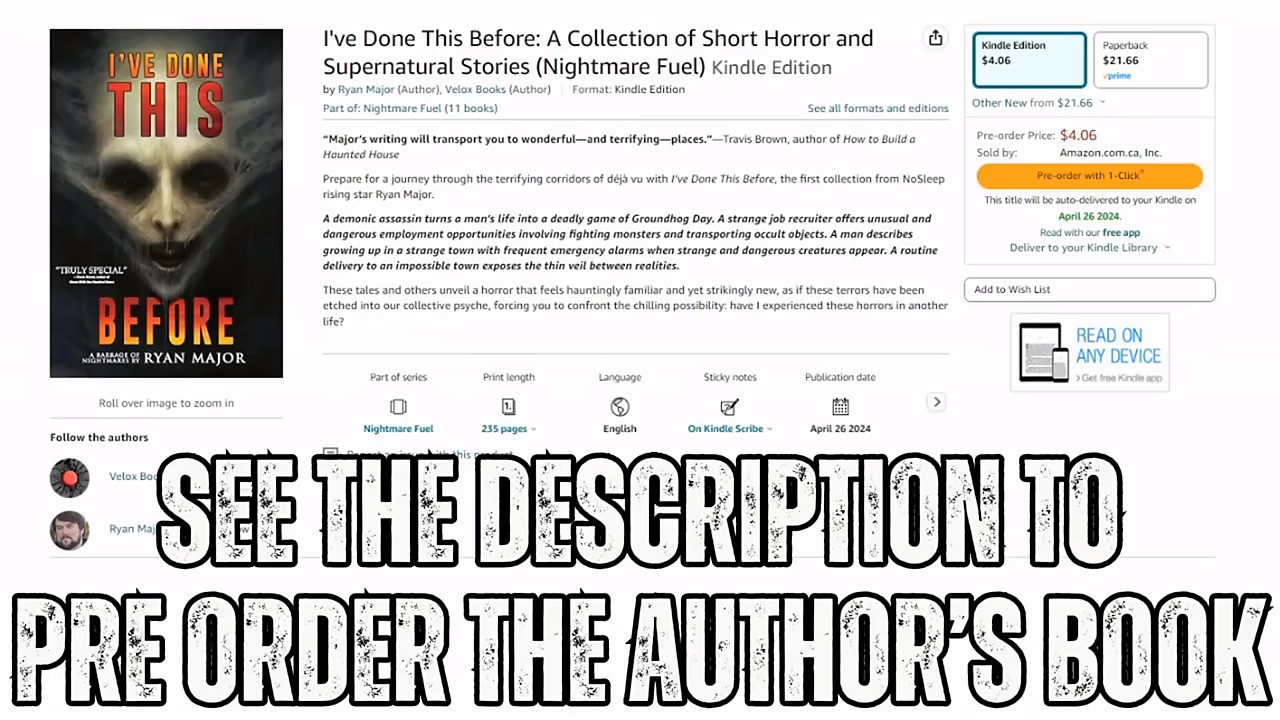 I'VE DONE
THIS
"TRULY SPECIAL"
BEFORE
A BARRAGE OF
NIGHTMARES BY RYAN MAJOR
Roll over image to zoom in
Follow the authors
Velox Boo
Ryan Maj
I've Done This Before: A Collection of Short Horror and
Supernatural Stories (Nightmare Fuel) Kindle Edition
by Ryan Major (Author), Velox Books (Author) Format: Kindle Edition
Part of: Nightmare Fuel (11 books) See all formats and editions
“Major’s writing will transport you to wonderful—and terrifying—places.”—Travis Brown, author of How to Build a
Haunted House
Prepare for a journey through the terrifying corridors of déjà vu with I've Done This Before, the first collection from NoSleep
rising star Ryan Major.
A demonic assassin turns a man’s life into a deadly game of Groundhog Day. A strange job recruiter offers unusual and
dangerous employment opportunities involving fighting monsters and transporting occult objects. A man describes
growing up in a strange town with frequent emergency alarms when strange and dangerous creatures appear. A routine
delivery to an impossible town exposes the thin veil between realities.
These tales and others unveil a horror that feels hauntingly familiar and yet strikingly new, as if these terrors have been
etched into our collective psyche, forcing you to confront the chilling possibility: have I experienced these horrors in another
life?
Part of series
Nightmare Fuel
Print length
1.
235 pages
Language
English
Sticky notes
On Kindle Scribe
Publication date
April 26 2024
Report an issue with this product
Kindle Edition
$4.06
Paperback
$21.66
prime
Other New from $21.66
Pre-order Price: $4.06
Sold by: Amazon.com.ca, Inc.
Pre-order with 1-Click®
This title will be auto-delivered to your Kindle on
April 26 2024.
Read with our free app
Deliver to your Kindle Library
Add to Wish List
READ ON
ANY DEVICE
› Get free Kindle app
SEE THE DESCRIPTION TO
PRE ORDER THE AUTHOR'S BOOK